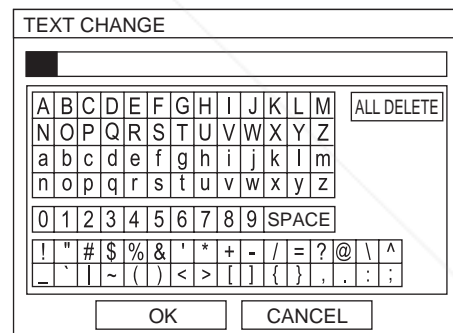 TEXT CHANGE
A B C D E F G H I J K L M ALL DELETE
N O P Q R S T U V W X Y Z
a b c d e f g h i j k l m
n o p q r s t u v w x y z
0 1 2 3 4 5 6 7 8 9 SPACE
! " # $ % & ' * + - / = ? @ \ ^
_ ` | ~ ( ) < > [ ] { } , . : ;
OK CANCEL